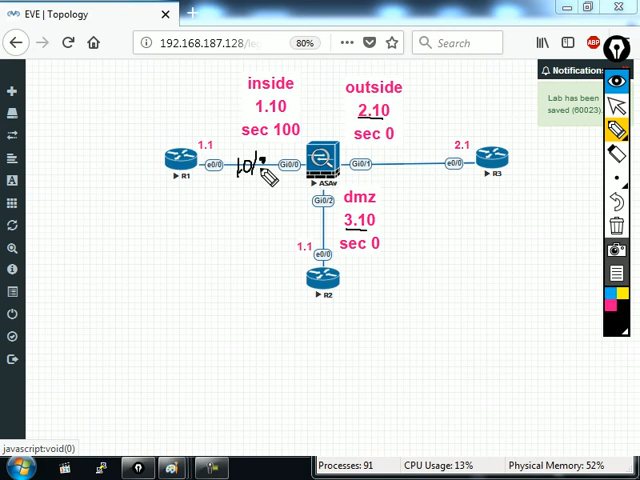 EVE | Topology
192.168.187.128/le
80%
Search
ABP
Notifications
Lab has been
saved (60023).
inside
1.10
sec 100
outside
2.10
sec 0
1.1
R1
e0/0
Gi0/0
ASAv
Gi0/1
2.1
e0/0
R3
Gi0/2
dmz
3.10
sec 0
1.1
e0/0
R2
javascript:void(0)
Processes: 91
CPU Usage: 13%
Physical Memory: 52%